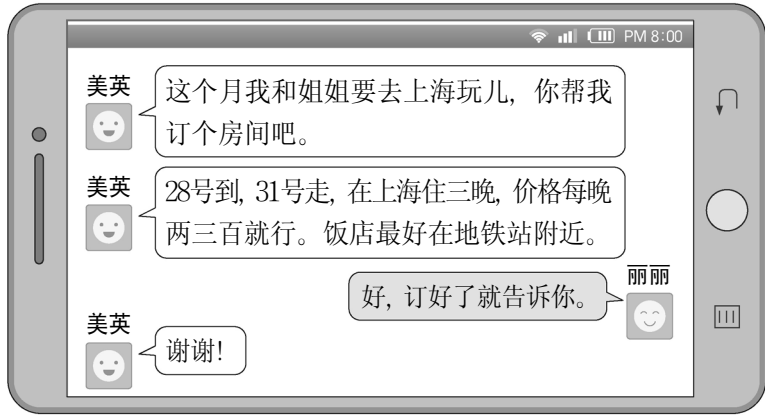 PM 8:00
美英
这个月我和姐姐要去上海玩儿, 你帮我
订个房间吧。
美英
28号到, 31号走, 在上海住三晚, 价格每晚
两三百就行。饭店最好在地铁站附近。
丽丽
好, 订好了就告诉你。
美英
谢谢!